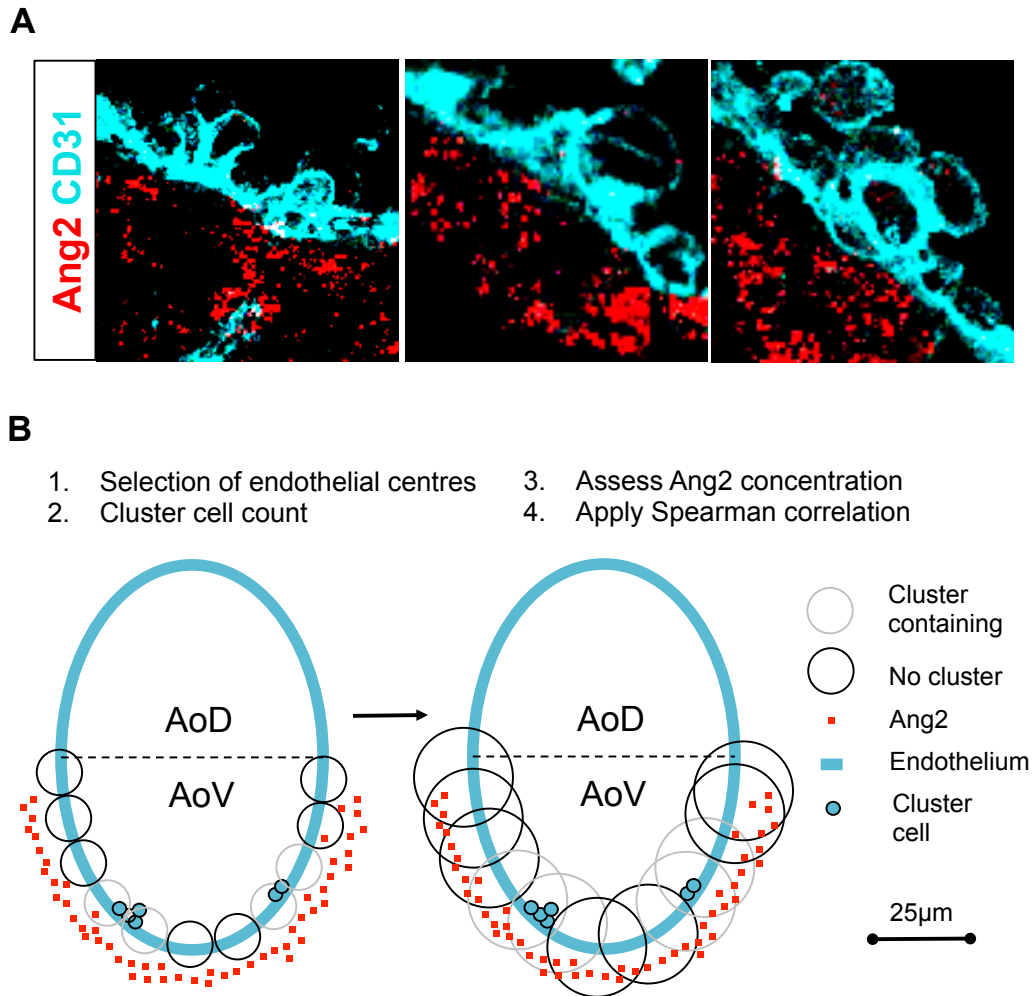 A
Ang2 CD31
B
1. Selection of endothelial centres
2. Cluster cell count
3. Assess Ang2 concentration
4. Apply Spearman correlation
AoD
AoV
AoD
AoV
Cluster
containing
No cluster
Ang2
Endothelium
Cluster
cell
25µm